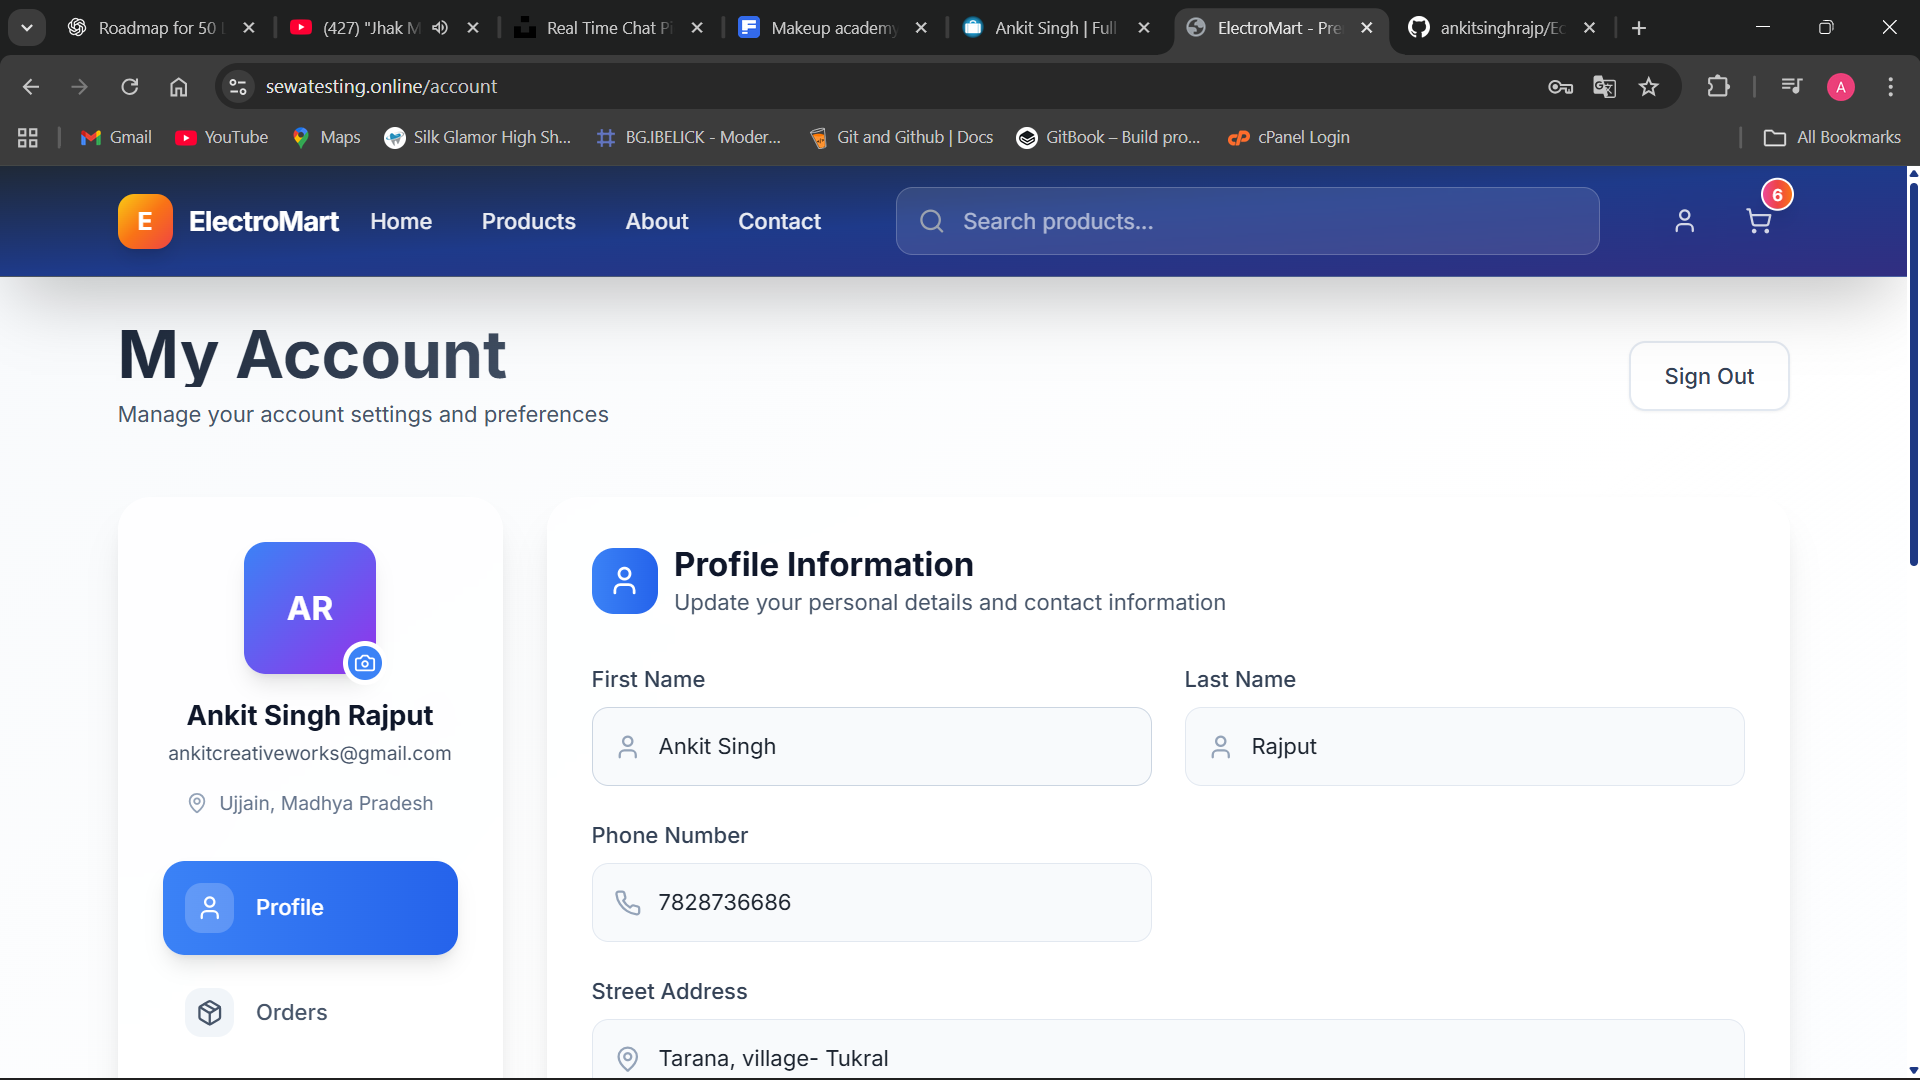 Roadmap for 50
(427) "Jhak M
Real Time Chat Pi
Makeup academy
Ankit Singh | Full
ElectroMart - Pre
ankitsinghrajp/Ec
sewatesting.online/account
A
Gmail
YouTube
Maps
Silk Glamor High Sh...
BG.IBELICK - Moder...
Git and Github | Docs
GitBook – Build pro...
cPanel Login
All Bookmarks
E
ElectroMart
Home
Products
About
Contact
Search products...
6
My Account
Manage your account settings and preferences
Sign Out
AR
Ankit Singh Rajput
ankitcreativeworks@gmail.com
Ujjain, Madhya Pradesh
Profile
Orders
Profile Information
Update your personal details and contact information
First Name
Last Name
Ankit Singh
Rajput
Phone Number
7828736686
Street Address
Tarana, village- Tukral